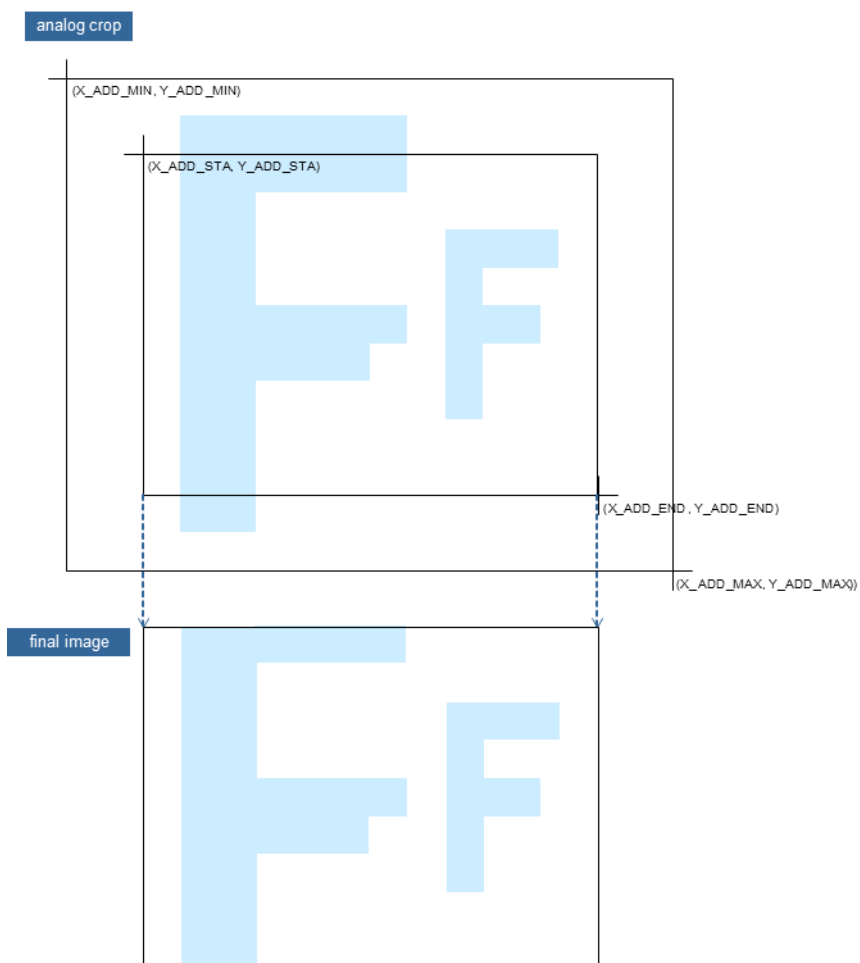 analog crop
(X_ADD_MIN, Y_ADD_MIN)
(X_ADD_STA, Y_ADD_STA)
(X_ADD_END, Y_ADD_END)
(X_ADD_MAX, Y_ADD_MAX))
final image